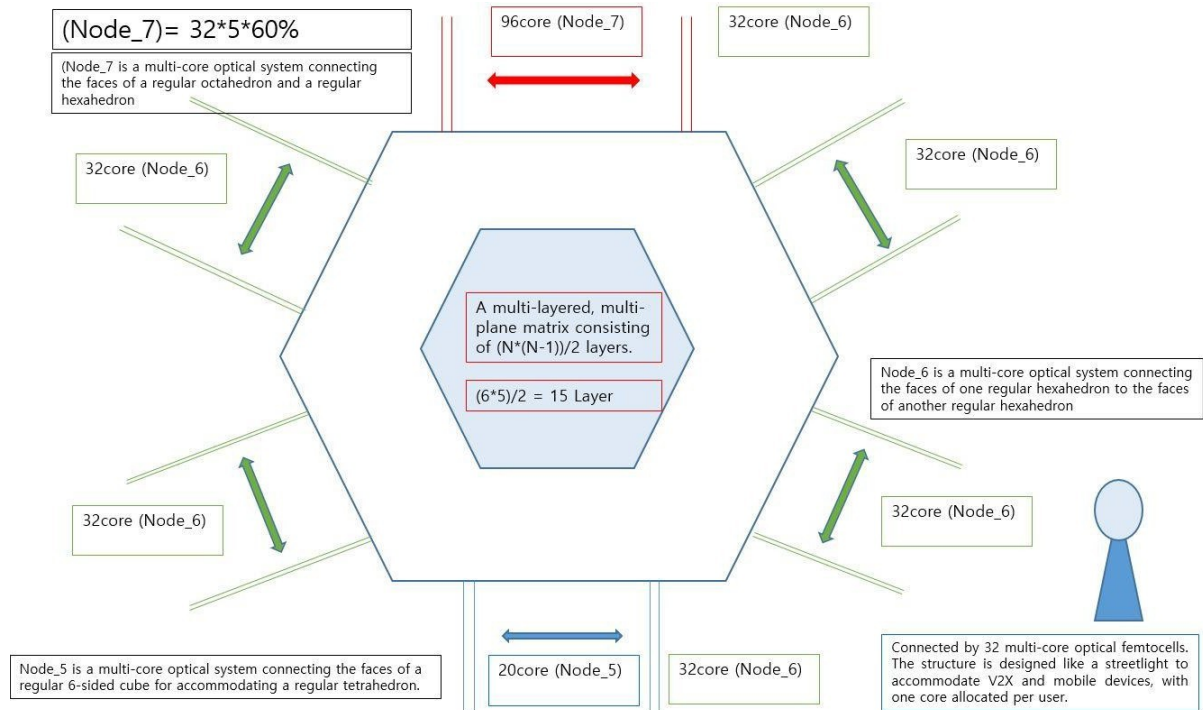 (Node_7)= 32*5*60%
(Node_7 is a multi-core optical system connecting
the faces of a regular octahedron and a regular
hexahedron
96core (Node_7)
32core (Node_6)
32core (Node_6)
32core (Node_6)
A multi-layered, multi-
plane matrix consisting
of (N*(N-1))/2 layers.
(6*5)/2 = 15 Layer
Node_6 is a multi-core optical system connecting
the faces of one regular hexahedron to the faces
of another regular hexahedron
32core (Node_6)
32core (Node_6)
Node_5 is a multi-core optical system connecting the faces of a
regular 6-sided cube for accommodating a regular tetrahedron.
20core (Node_5)
32core (Node_6)
Connected by 32 multi-core optical femtocells.
The structure is designed like a streetlight to
accommodate V2X and mobile devices, with
one core allocated per user.